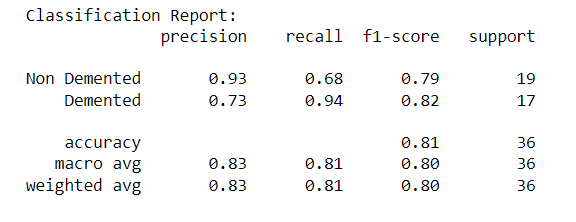 Classification Report:
precision recall f1-score support
Non Demented 0.93 0.68 0.79 19
Demented 0.73 0.94 0.82 17
accuracy 0.81 36
macro avg 0.83 0.81 0.80 36
weighted avg 0.83 0.81 0.80 36